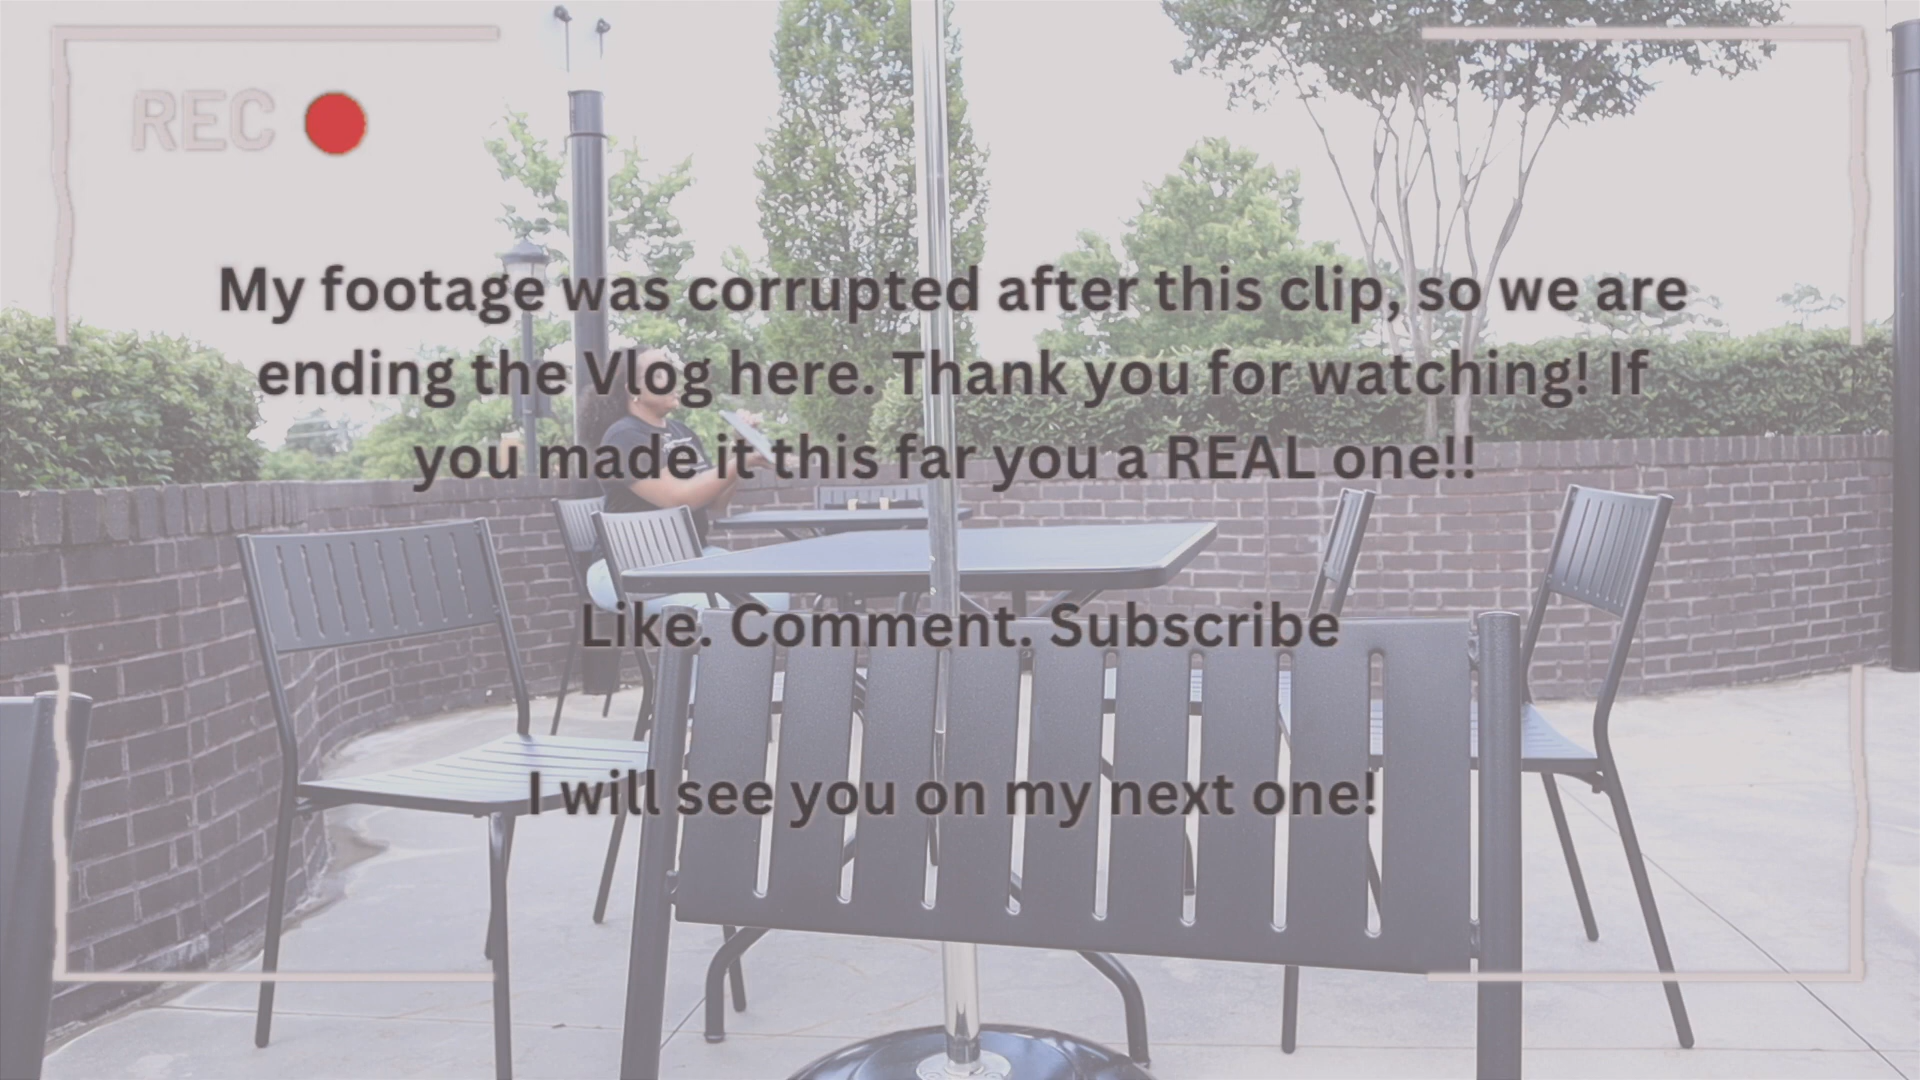 REC
My footage was corrupted after this clip, so we are
ending the Vlog here. Thank you for watching! If
you made it this far you a REAL one!!
Like. Comment. Subscribe
I will see you on my next one!